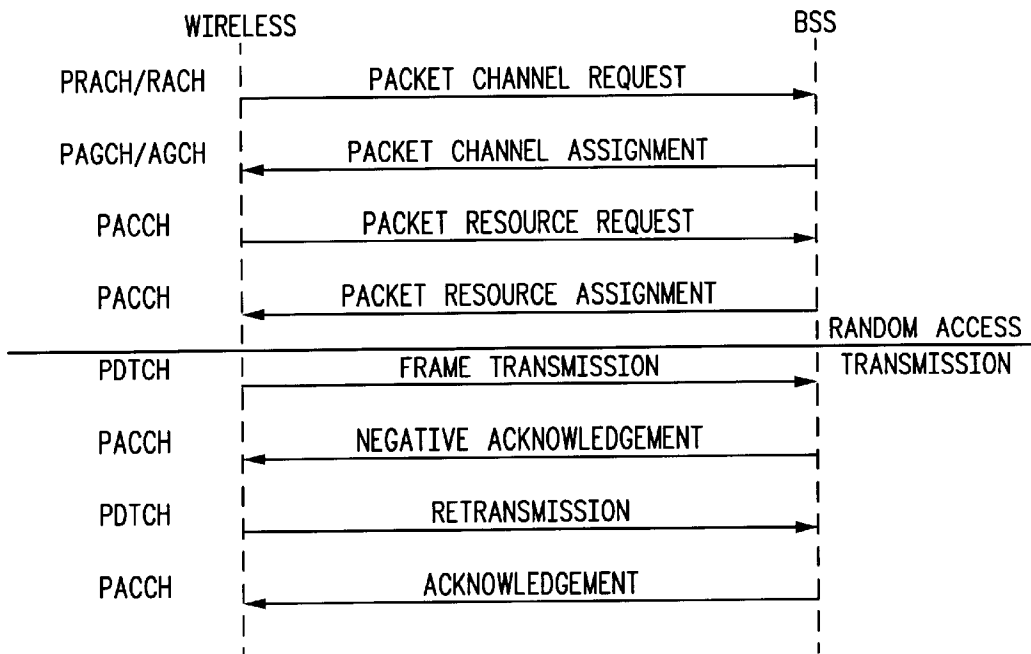 WIRELESS BSS
PRACH/RACH PACKET CHANNEL REQUEST
PAGCH/AGCH PACKET CHANNEL ASSIGNMENT
PACCH PACKET RESOURCE REQUEST
PACCH PACKET RESOURCE ASSIGNMENT
RANDOM ACCESS
PDTCH FRAME TRANSMISSION TRANSMISSION
PACCH NEGATIVE ACKNOWLEDGEMENT
PDTCH RETRANSMISSION
PACCH ACKNOWLEDGEMENT